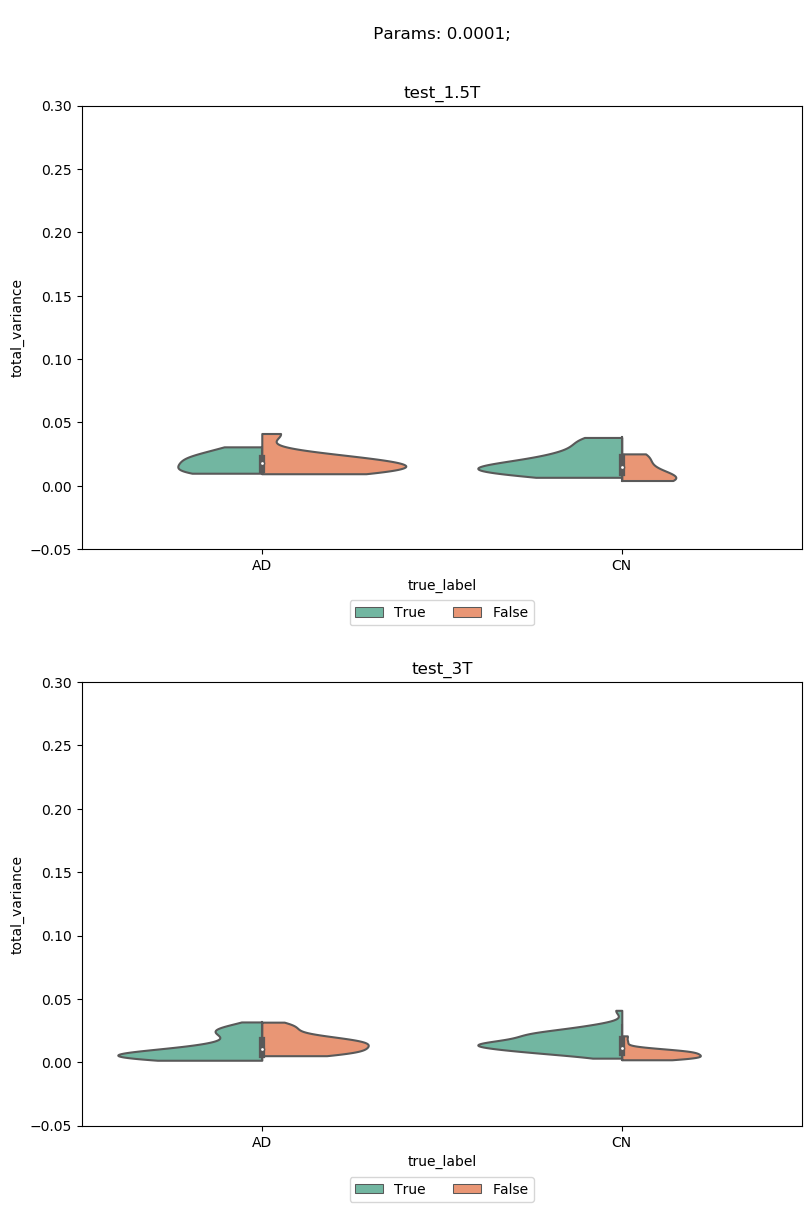 Params: 0.0001;
test_1.5T
0.30
0.25
0.20
0.15
0.10
0.05
0.00
−0.05
total_variance
AD
CN
true_label
True False
test_3T
0.30
0.25
0.20
0.15
0.10
0.05
0.00
−0.05
total_variance
AD
CN
true_label
True False